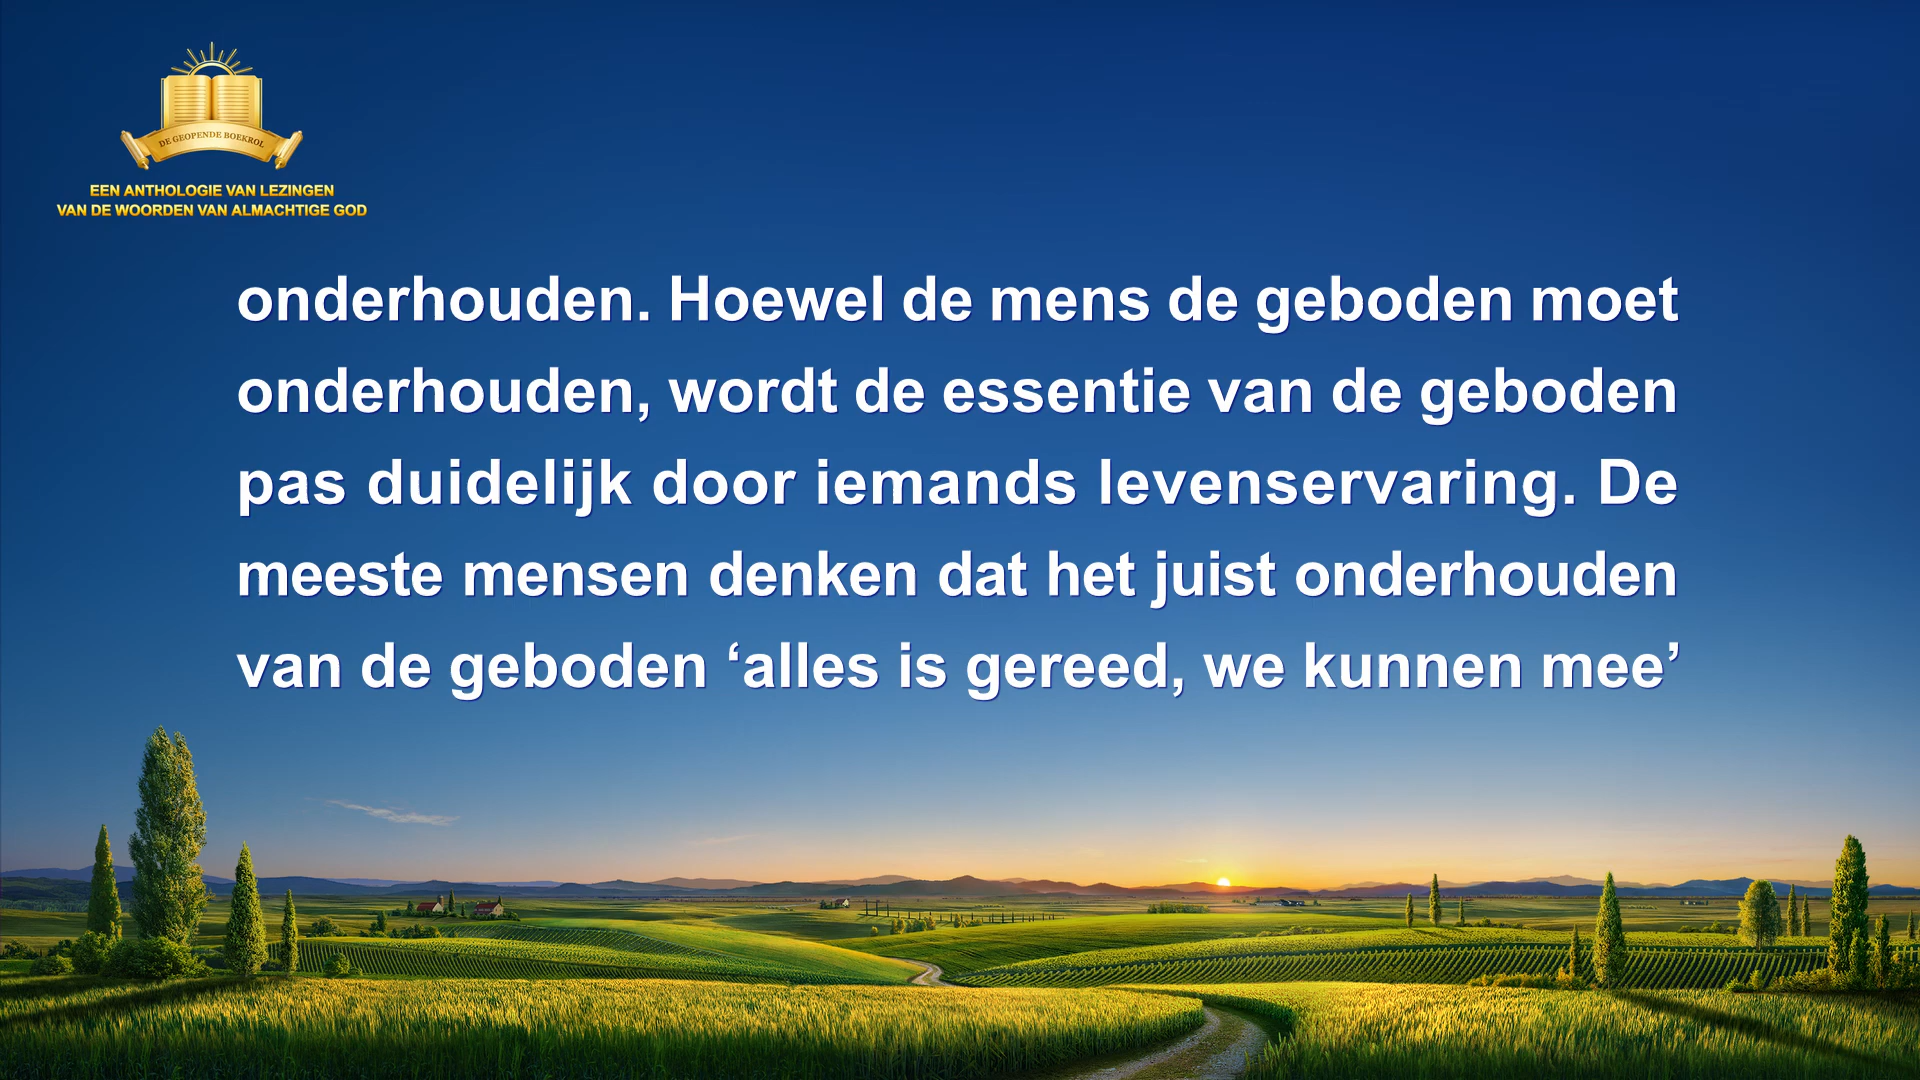 DE GEOPENDE BOEKROL
EEN ANTHOLOGIE VAN LEZINGEN
VAN DE WOORDEN VAN ALMACHTIGE GOD
onderhouden. Hoewel de mens de geboden moet
onderhouden, wordt de essentie van de geboden
pas duidelijk door iemands levenservaring. De
meeste mensen denken dat het juist onderhouden
van de geboden ‘alles is gereed, we kunnen mee’